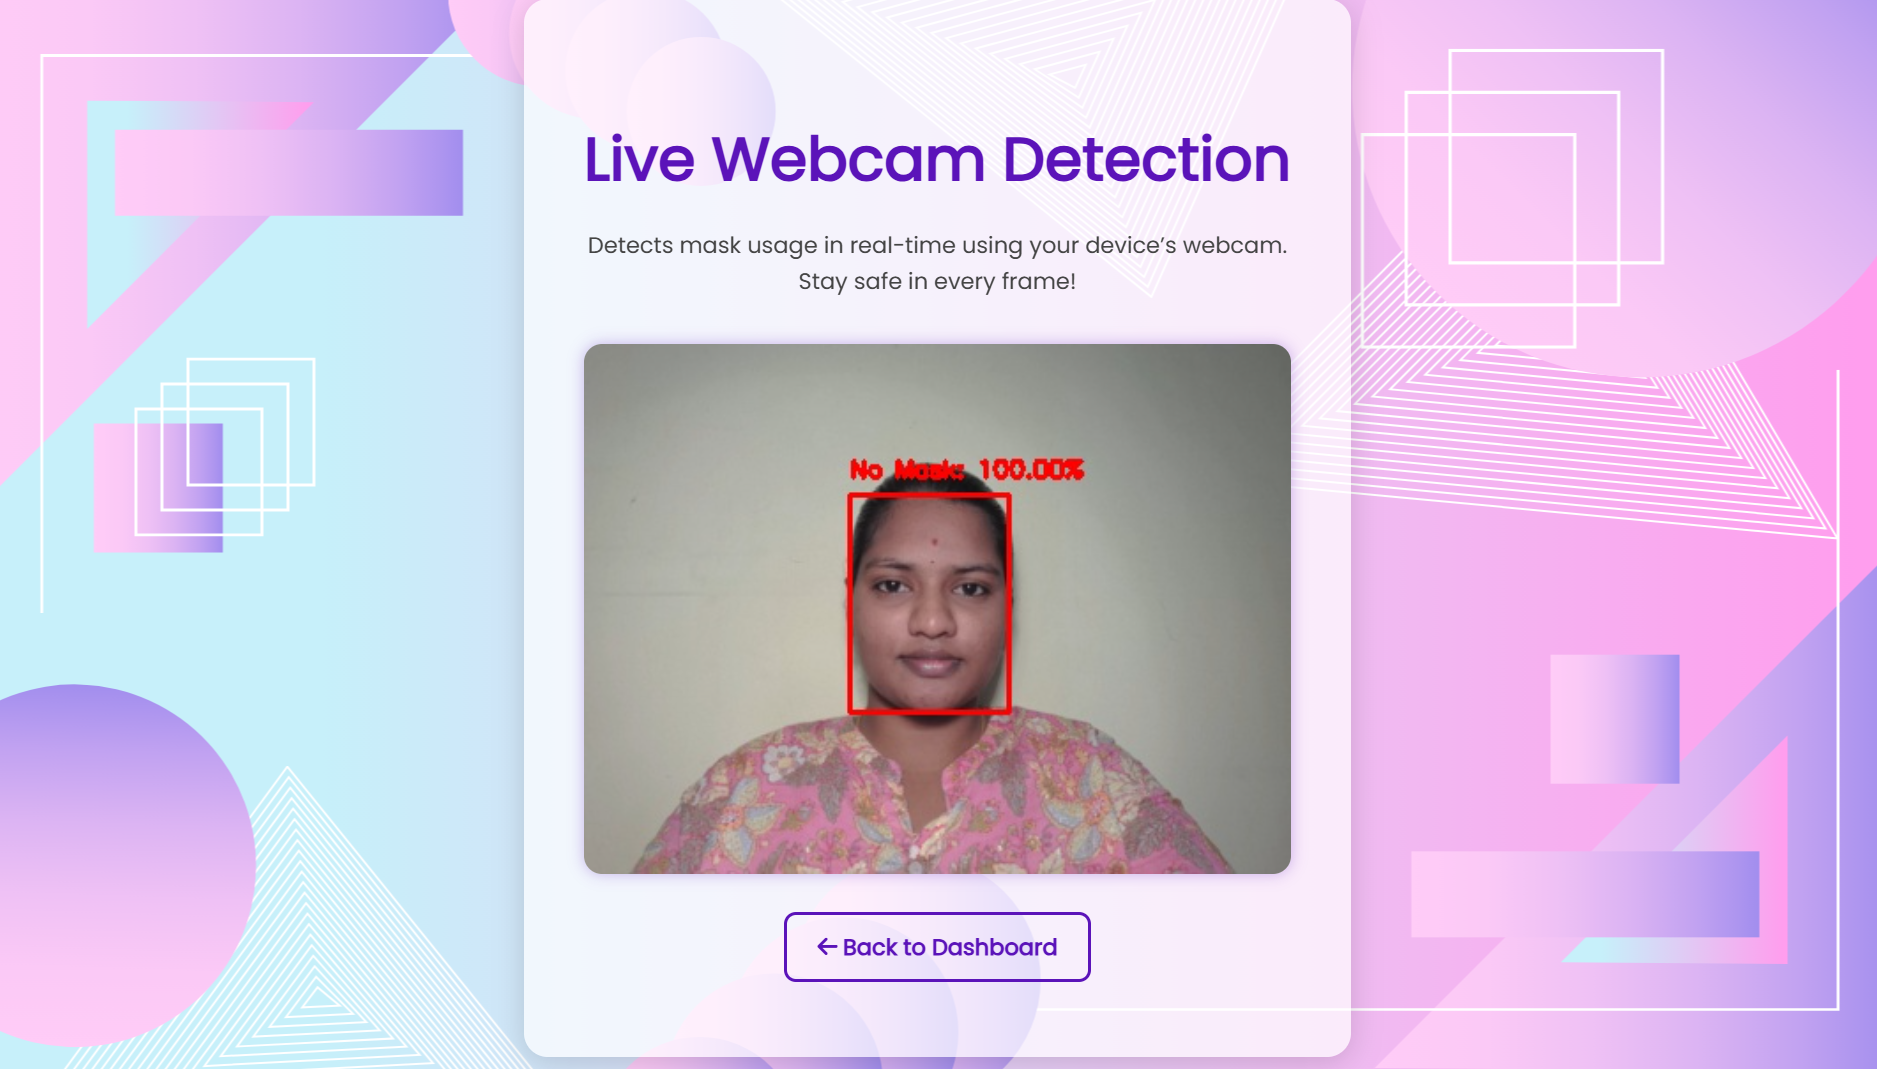 Live Webcam Detection
Detects mask usage in real-time using your device’s webcam.
Stay safe in every frame!
No Mask: 100.00%
← Back to Dashboard